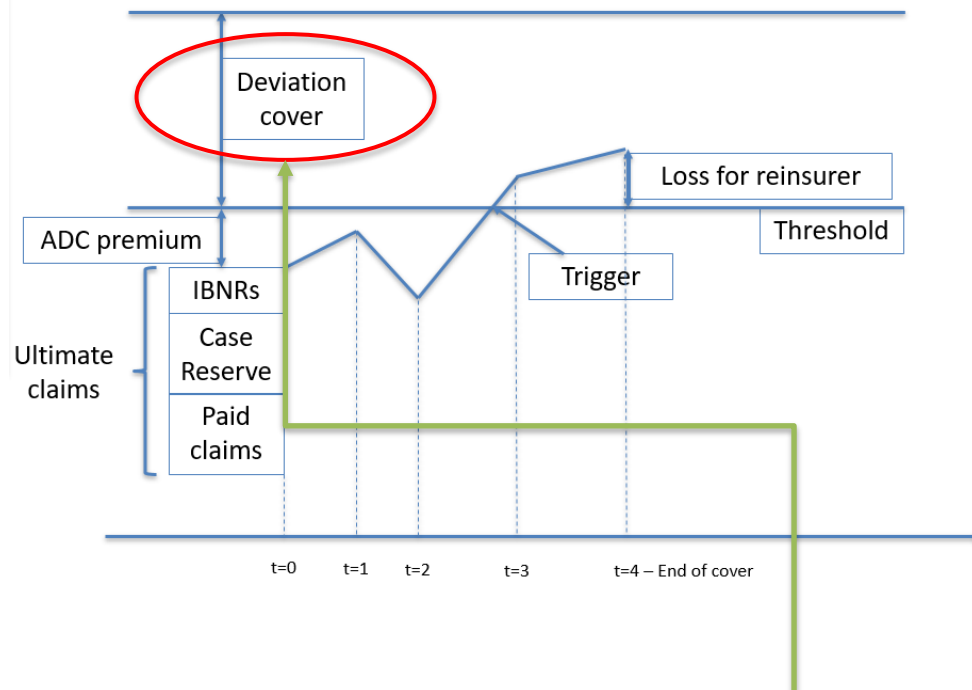 Deviation
cover
Loss for reinsurer
ADC premium
Threshold
Trigger
IBNRs
Case
Reserve
Ultimate
claims
Paid
claims
t=0
t=1
t=2
t=3
t=4 – End of cover